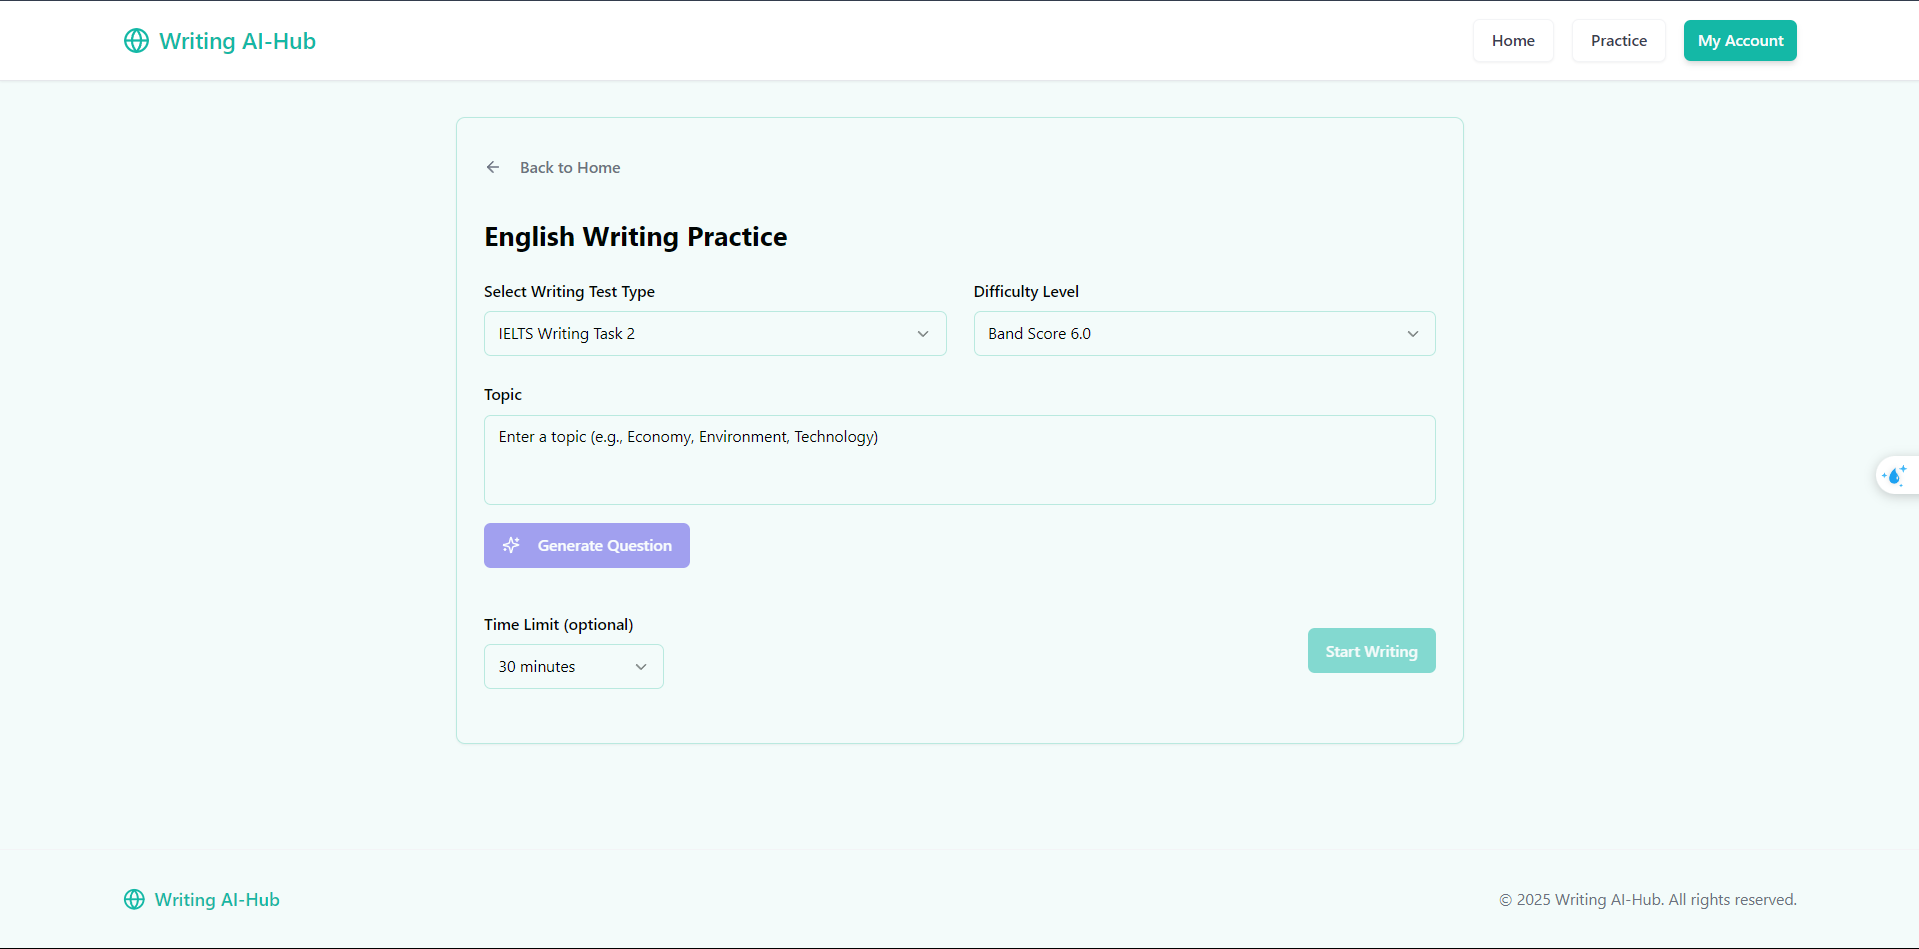 Writing AI-Hub
Home
Practice
My Account
Back to Home
English Writing Practice
Select Writing Test Type
Difficulty Level
IELTS Writing Task 2
Band Score 6.0
Topic
Enter a topic (e.g., Economy, Environment, Technology)
Generate Question
Time Limit (optional)
30 minutes
Start Writing
Writing AI-Hub
© 2025 Writing AI-Hub. All rights reserved.